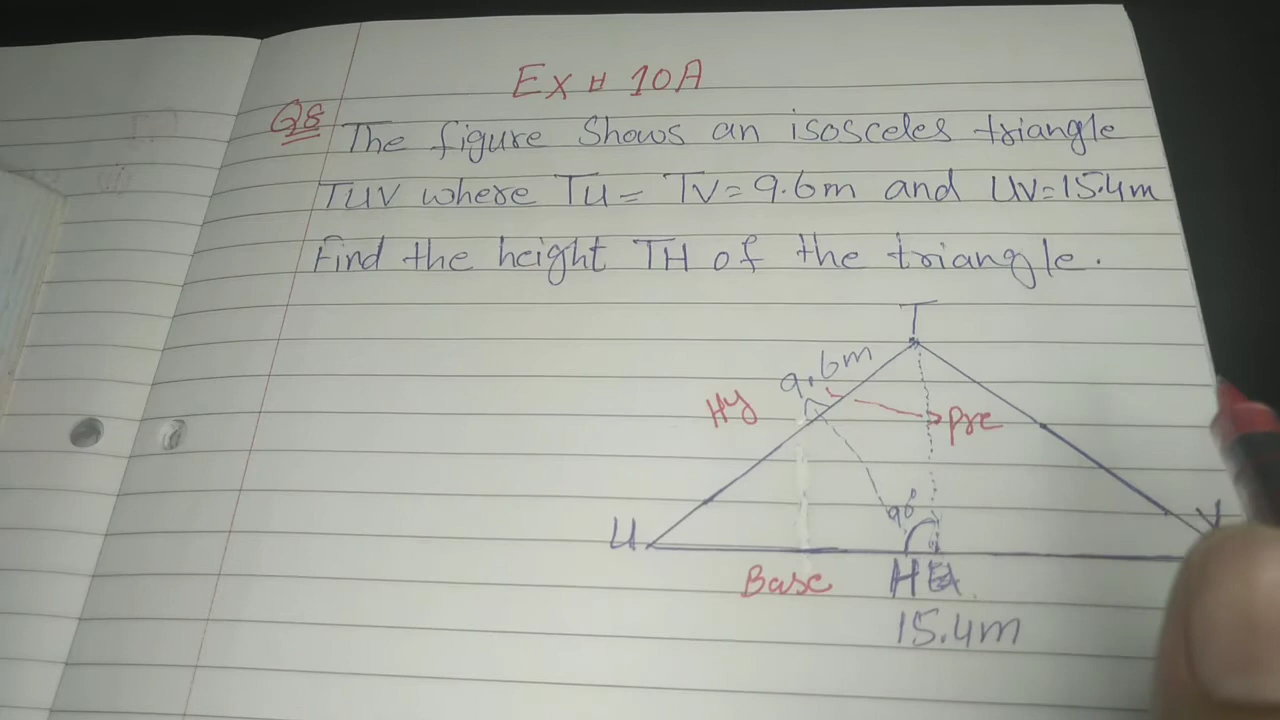 Ex # 10A
Q8
The figure Shows an isosceles triangle
TUV where TU = TV = 9.6m and UV = 15.4m
Find the height TH of the triangle.
T
9.6m
Hy
Pre
90°
U
V
Base
H
15.4m